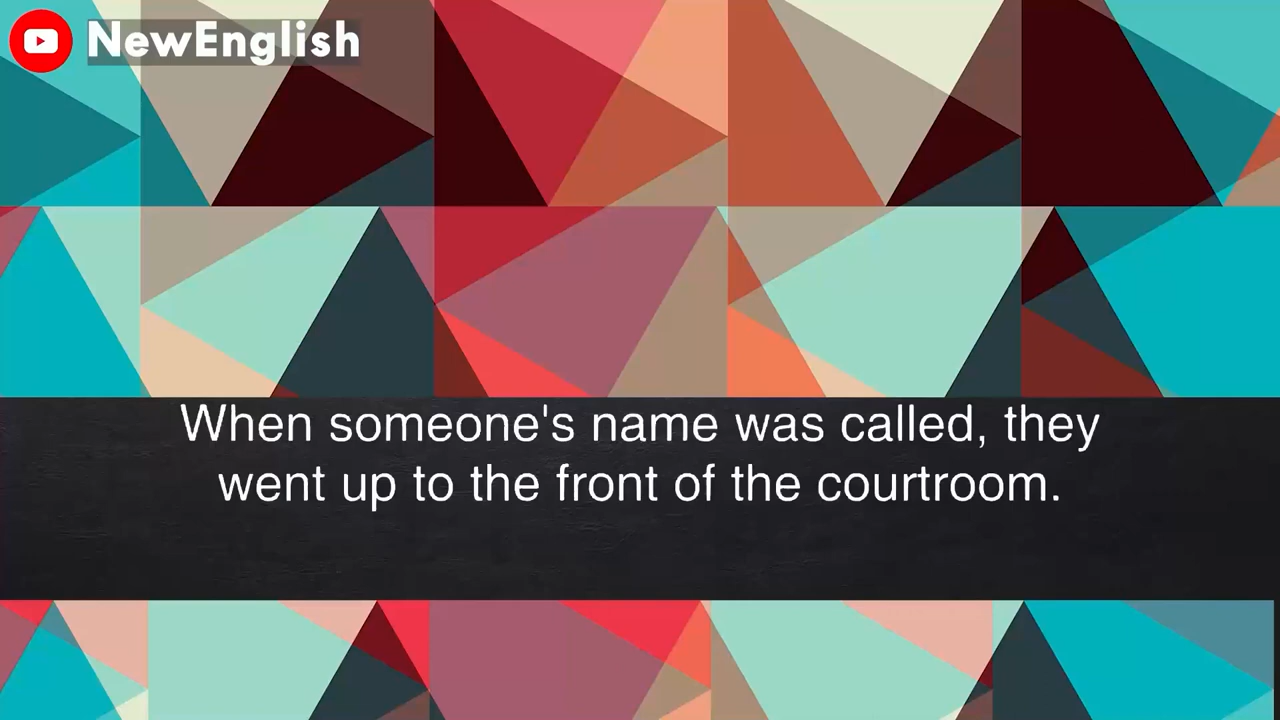 NewEnglish
When someone's name was called, they
went up to the front of the courtroom.